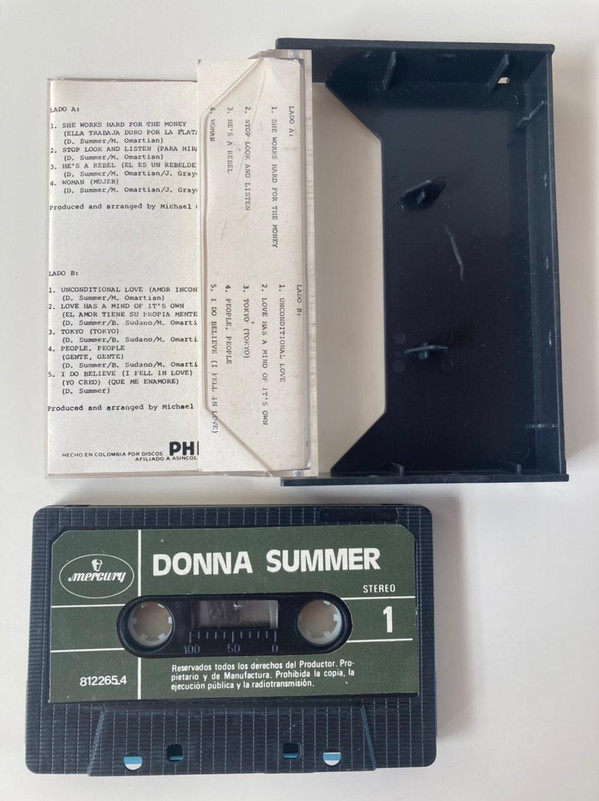 LADO A:
1. SHE WORKS HARD FOR THE MONEY
(ELLA TRABAJA DURO POR LA PLATA
(D. Summer/M. Omartian)
2. STOP LOOK AND LISTEN (PARA MIRA
(D. Summer/M. Omartian)
3. HE'S A REBEL (EL ES UN REBELDE
(D. Summer/M. Omartian/J. Gray
4. WOMAN (MUJER)
(D. Summer/M. Omartian/J. Gray
Produced and arranged by Michael
LADO B:
1. UNCONDITIONAL LOVE (AMOR INCON
(D. Summer/M. Omartian)
2. LOVE HAS A MIND OF IT'S OWN
(EL AMOR TIENE SU PROPIA MENTE
(D. Summer/B. Sudano/M. Omarti
3. TOKYO (TOKYO)
(D. Summer/B. Sudano/M. Omarti
4. PEOPLE, PEOPLE
(GENTE, GENTE)
(D. Summer/B. Sudano/M. Omarti
5. I DO BELIEVE (I FELL IN LOVE)
(YO CREO) (QUE ME ENAMORE)
(D. Summer)
Produced and arranged by Michael
HECHO EN COLOMBIA POR DISCOS PHI
AFILIADO A ASINCOL
LADO A:
1. SHE WORKS HARD FOR THE MONEY
2. STOP LOOK AND LISTEN
3. HE'S A REBEL
4. WOMAN
LADO B:
1. UNCONDITIONAL LOVE
2. LOVE HAS A MIND OF IT'S OWN
3. TOKYO (TOKYO)
4. PEOPLE, PEOPLE
5. I DO BELIEVE (I FELL IN LOVE)
mercury
DONNA SUMMER
STEREO
1
100 50 0
812265.4
Reservados todos los derechos del Productor, Pro-
pietario y de Manufactura. Prohibida la copia, la
ejecución pública y la radiotransmisión.